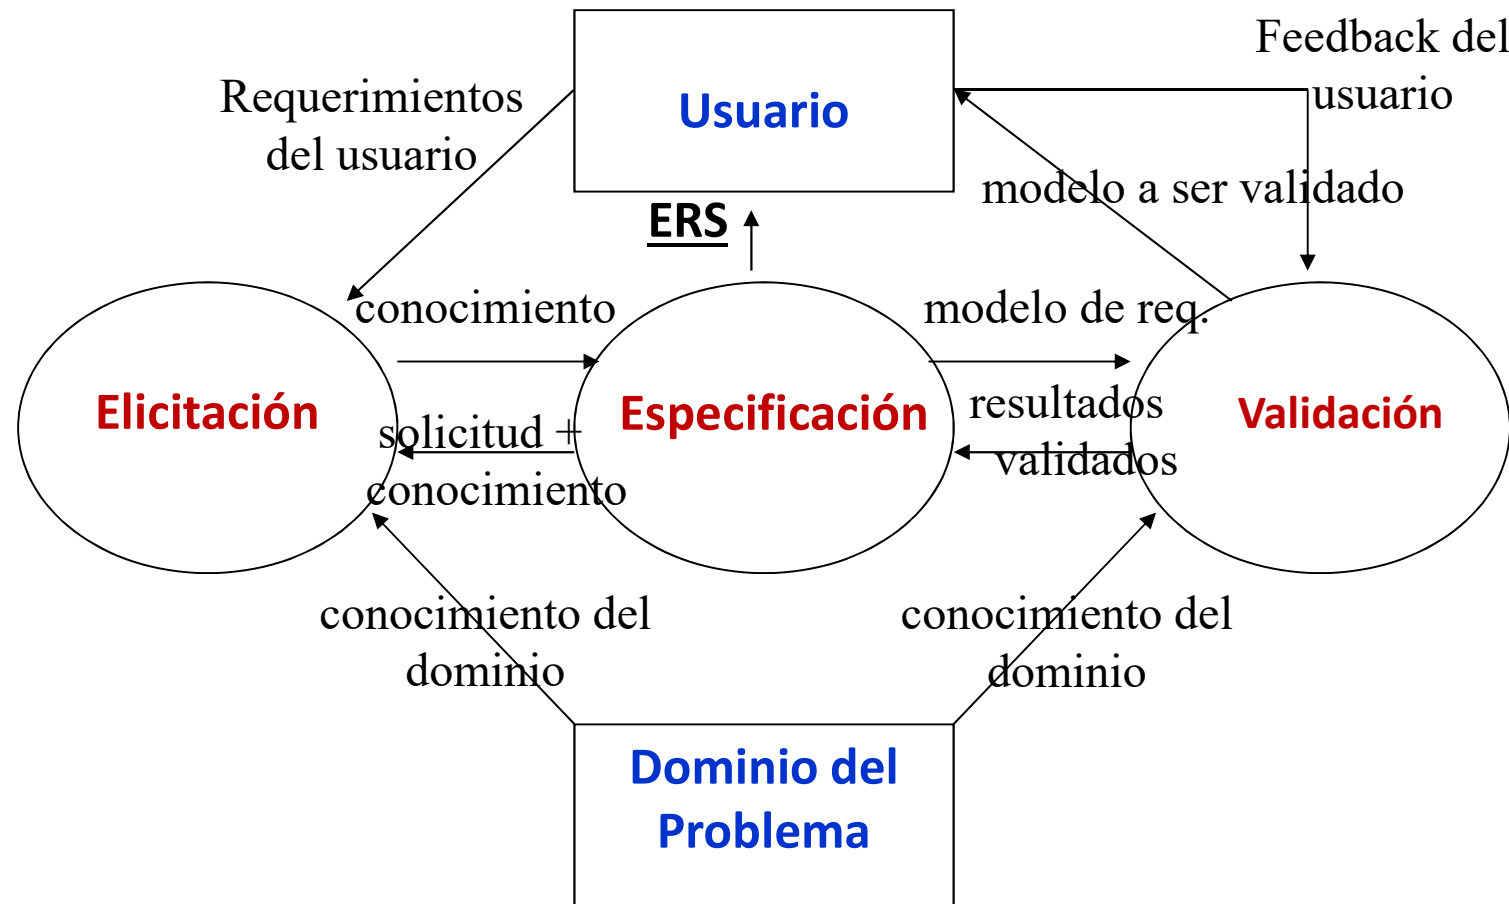 Feedback del
usuario
Requerimientos
del usuario
Usuario
modelo a ser validado
ERS
conocimiento
modelo de req.
Elicitación
solicitud +
conocimiento
Especificación
resultados
validados
Validación
conocimiento del
dominio
conocimiento del
dominio
Dominio del
Problema